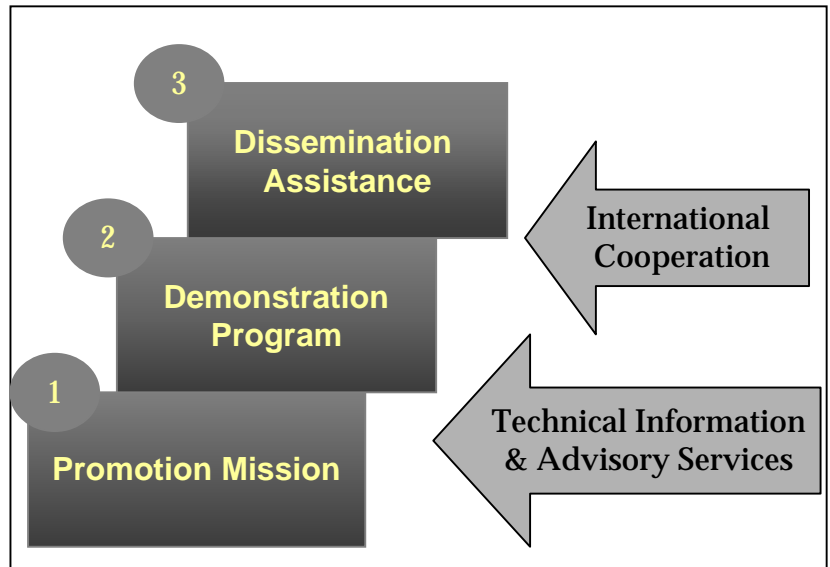 3
Dissemination
Assistance
2
Demonstration
Program
1
Promotion Mission
International
Cooperation
Technical Information
& Advisory Services